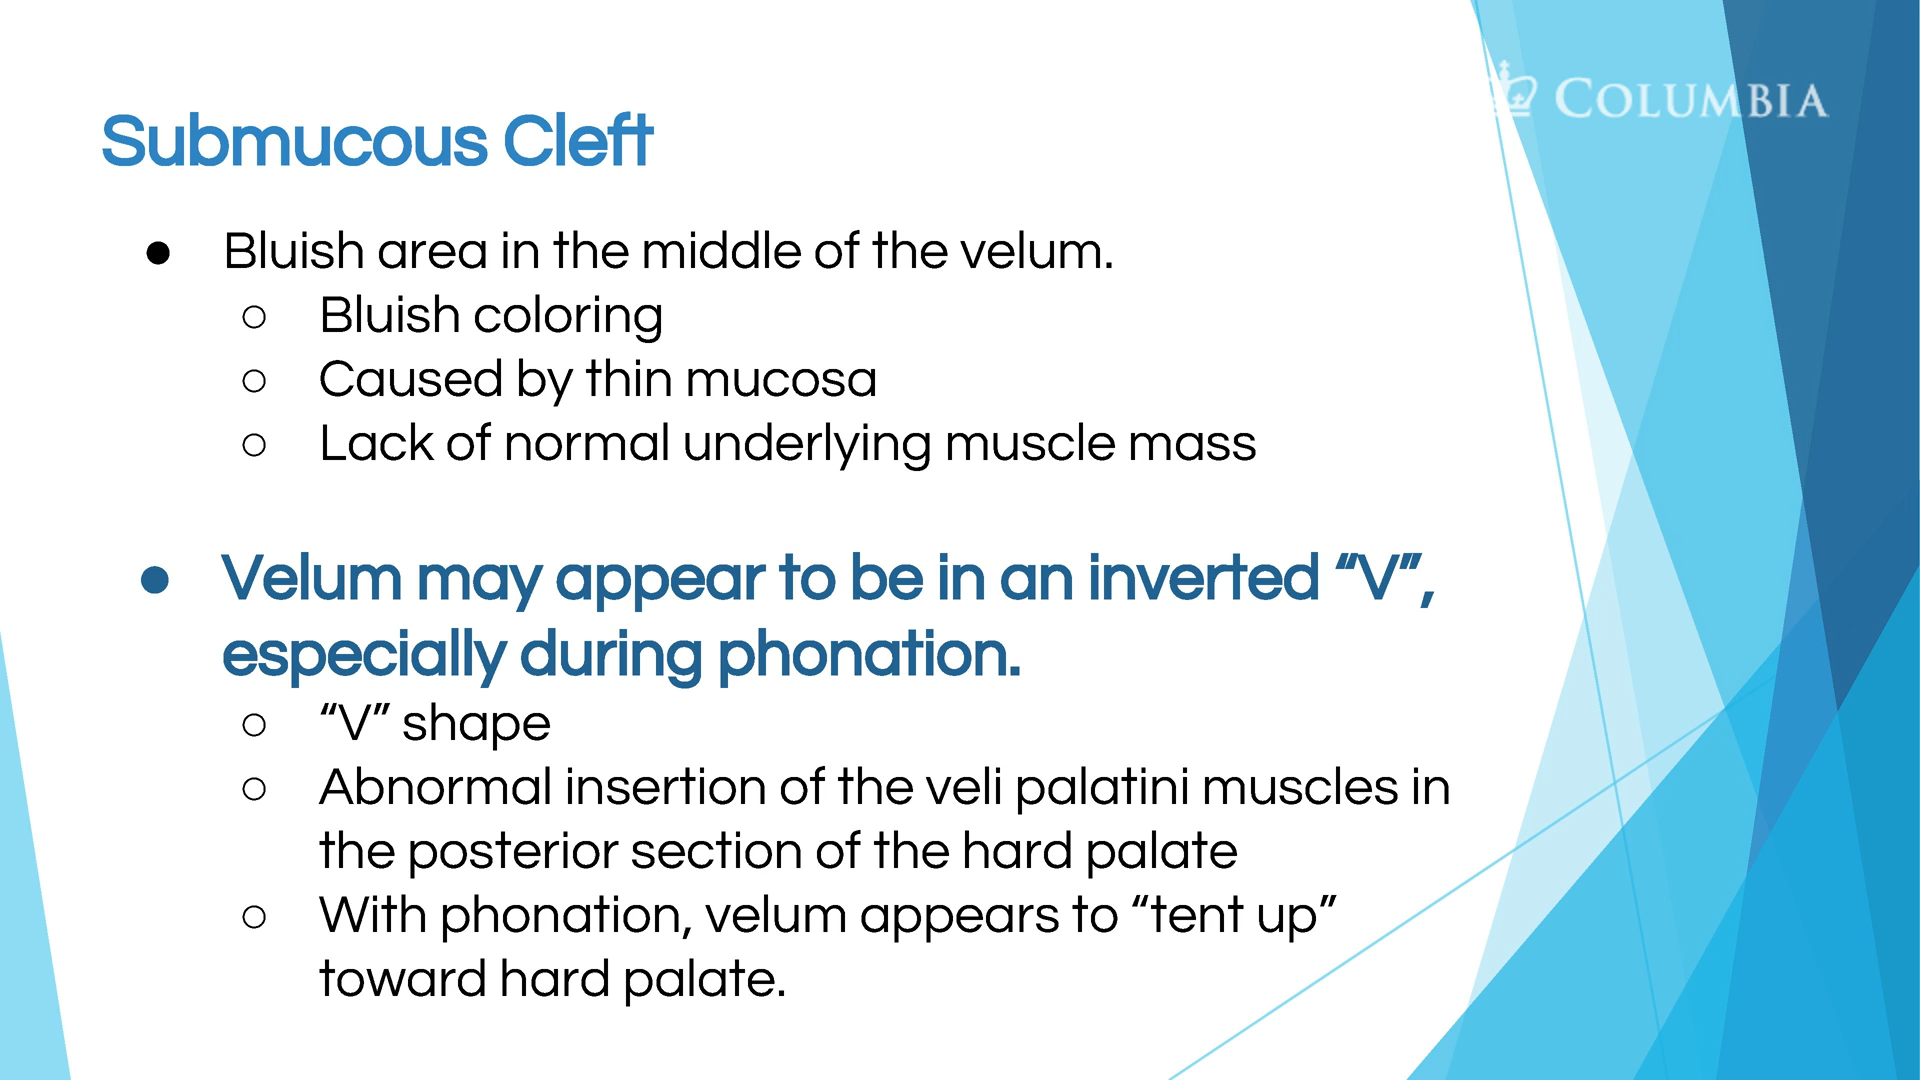 COLUMBIA
Submucous Cleft
● Bluish area in the middle of the velum.
○ Bluish coloring
○ Caused by thin mucosa
○ Lack of normal underlying muscle mass
● Velum may appear to be in an inverted “V”,
especially during phonation.
○ “V” shape
○ Abnormal insertion of the veli palatini muscles in
the posterior section of the hard palate
○ With phonation, velum appears to “tent up”
toward hard palate.